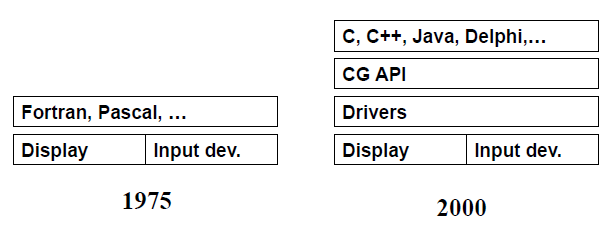 Fortran, Pascal, …
Display
Input dev.
1975
C, C++, Java, Delphi,…
CG API
Drivers
Display
Input dev.
2000